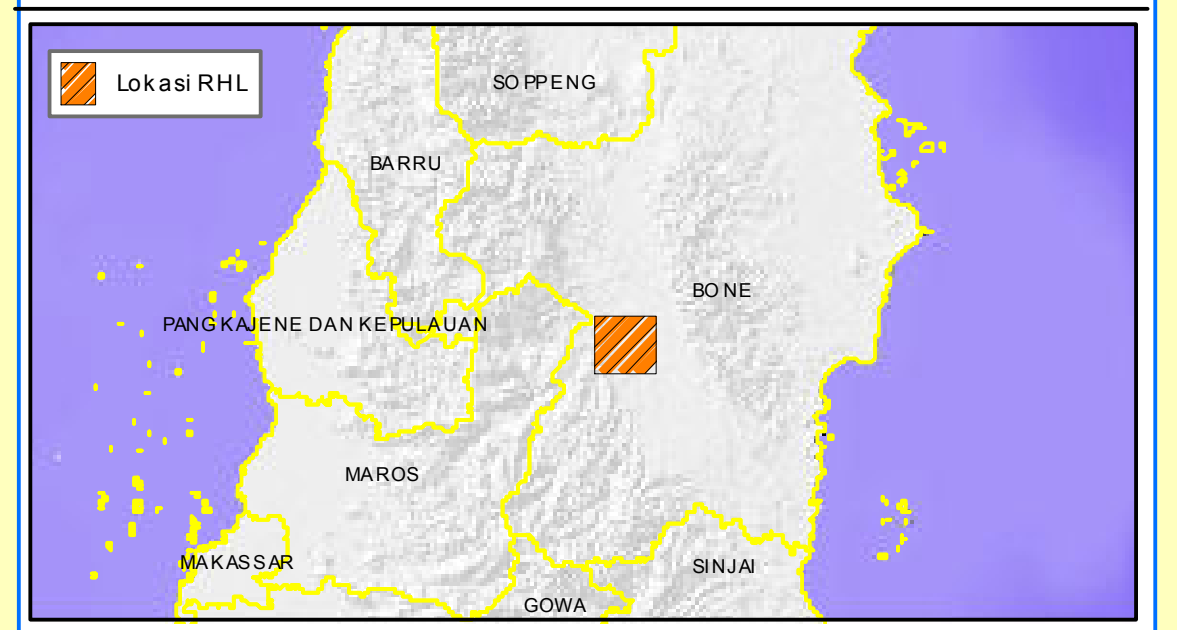 Lokasi RHL
SOPPENG
BARRU
BONE
PANGKAJENE DAN KEPULAUAN
MAROS
MAKASSAR
SINJAI
GOWA